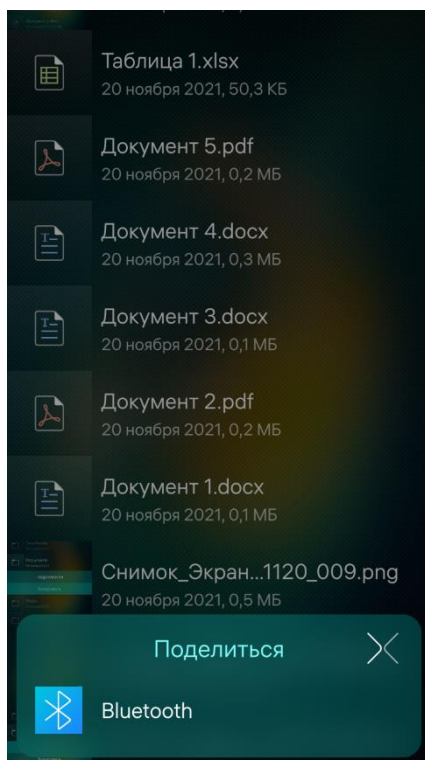 Таблица 1.xlsx
20 ноября 2021, 50,3 КБ
Документ 5.pdf
20 ноября 2021, 0,2 МБ
Документ 4.docx
20 ноября 2021, 0,3 МБ
Документ 3.docx
20 ноября 2021, 0,1 МБ
Документ 2.pdf
20 ноября 2021, 0,2 МБ
Документ 1.docx
20 ноября 2021, 0,1 МБ
Снимок_Экран...1120_009.png
20 ноября 2021, 0,5 МБ
Поделиться
Bluetooth